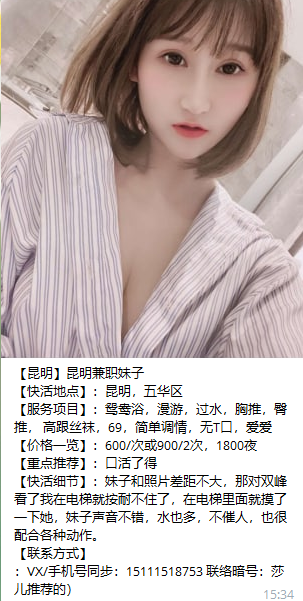 【昆明】昆明兼职妹子
【快活地点】：昆明，五华区
【服务项目】：鸳鸯浴，漫游，过水，胸推，臀
推， 高跟丝袜，69，简单调情，无T口，爱爱
【价格一览】：600/次或900/2次，1800夜
【重点推荐】：口活了得
【快活细节】：妹子和照片差距不大，那对双峰
看了我在电梯就按耐不住了，在电梯里面就摸了
一下她，妹子声音不错，水也多，不催人，也很
配合各种动作。
【联系方式】
：VX/手机号同步：15111518753 联络暗号：莎
儿推荐的）
15:34